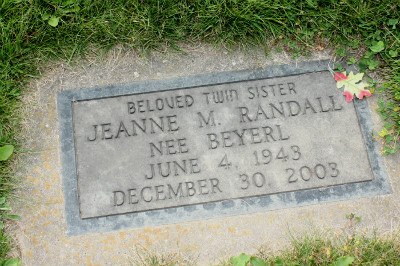 BELOVED TWIN SISTER
JEANNE M. RANDALL
NEE BEYERL
JUNE 4, 1943
DECEMBER 30, 2003